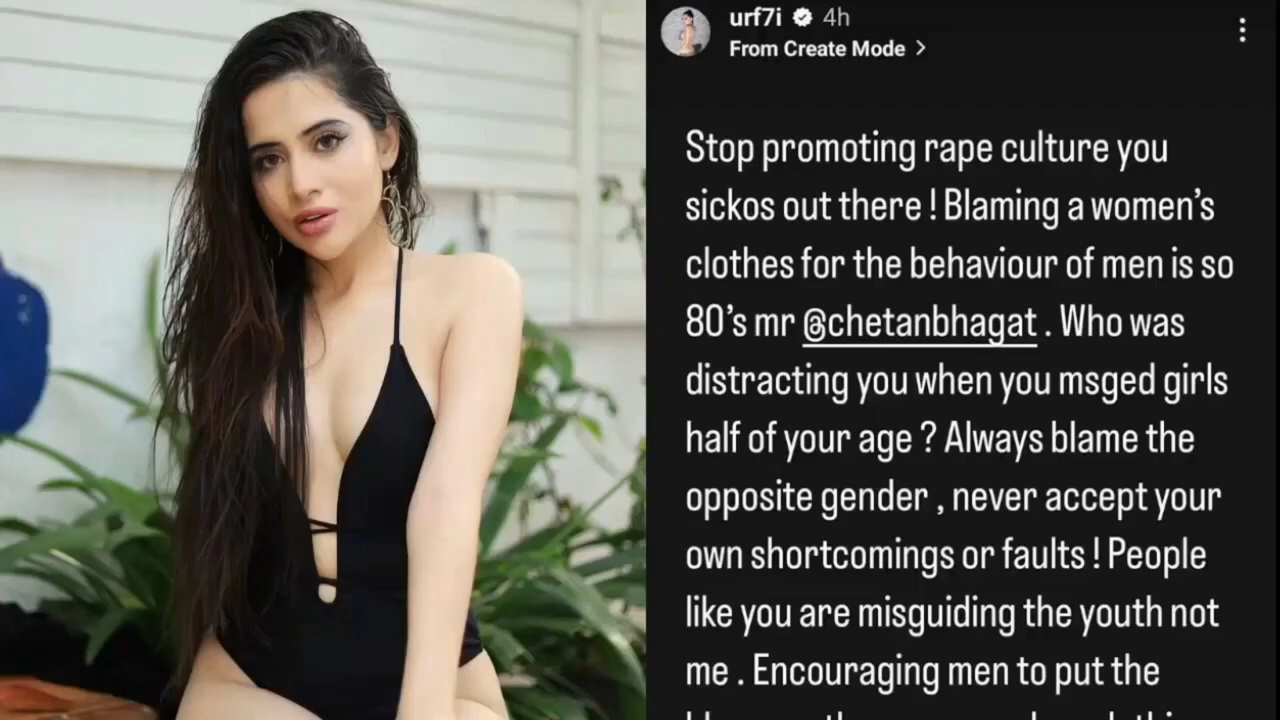 urf7i 4h
From Create Mode >
Stop promoting rape culture you
sickos out there ! Blaming a women's
clothes for the behaviour of men is so
80's mr @chetanbhagat . Who was
distracting you when you msged girls
half of your age ? Always blame the
opposite gender , never accept your
own shortcomings or faults ! People
like you are misguiding the youth not
me . Encouraging men to put the